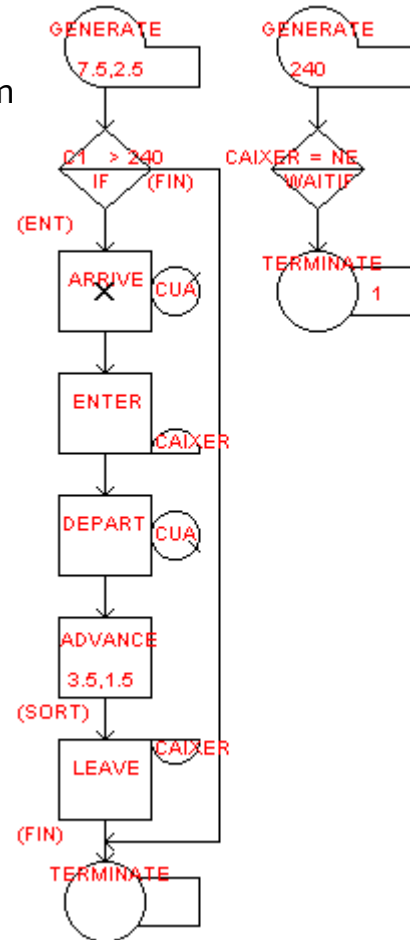 GENERATE
7.5,2.5
m
C1 > 240
IF
(FIN)
(ENT)
ARRIVE
CUA
ENTER
CAIXER
DEPART
CUA
ADVANCE
3.5,1.5
(SORT)
CAIXER
LEAVE
(FIN)
TERMINATE
GENERATE
240
CAIXER = NE
WAITIF
TERMINATE
1